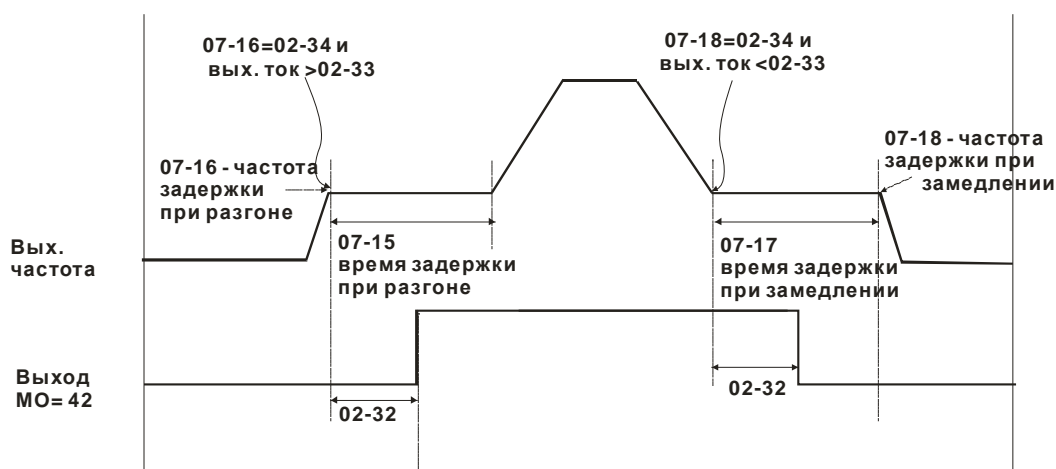 07-16=02-34 и
вых. ток >02-33
07-18=02-34 и
вых. ток <02-33
07-16 - частота
задержки
при разгоне
07-18 - частота
задержки при
замедлении
Вых.
частота
07-15
время задержки
при разгоне
07-17
время задержки
при замедлении
Выход
МО= 42
02-32
02-32